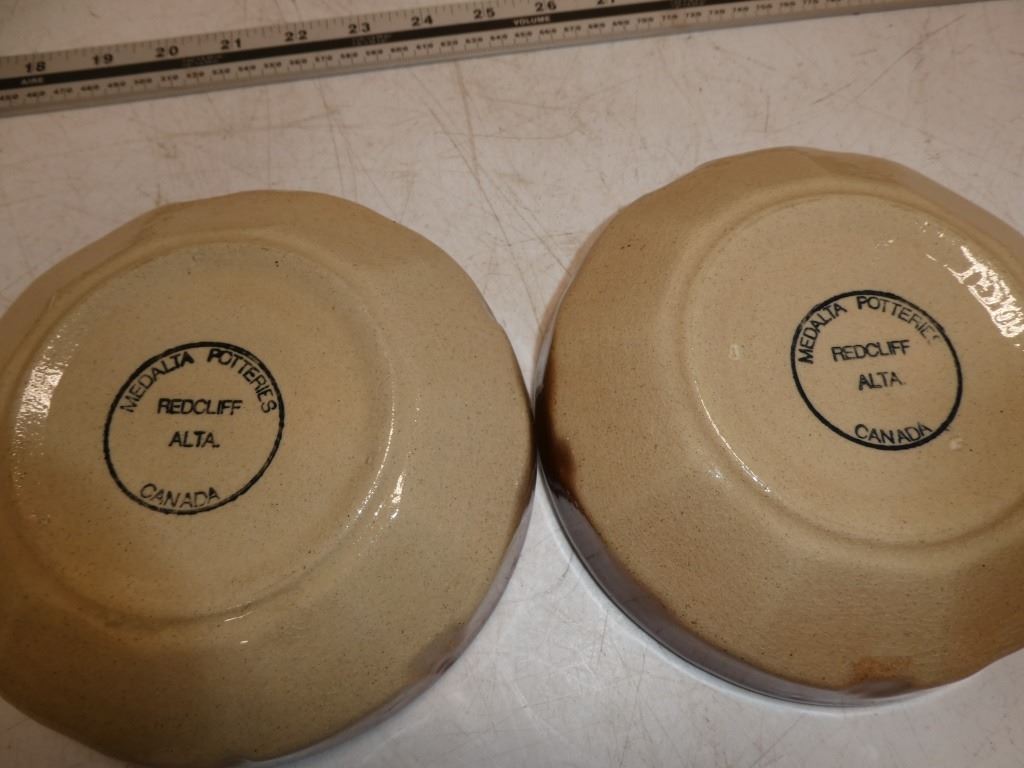 18 19 20 21 22 23 24 25 26
VOLUME
MEDALTA POTTERIES
REDCLIFF
ALTA.
CANADA
MEDALTA POTTERIES
REDCLIFF
ALTA.
CANADA